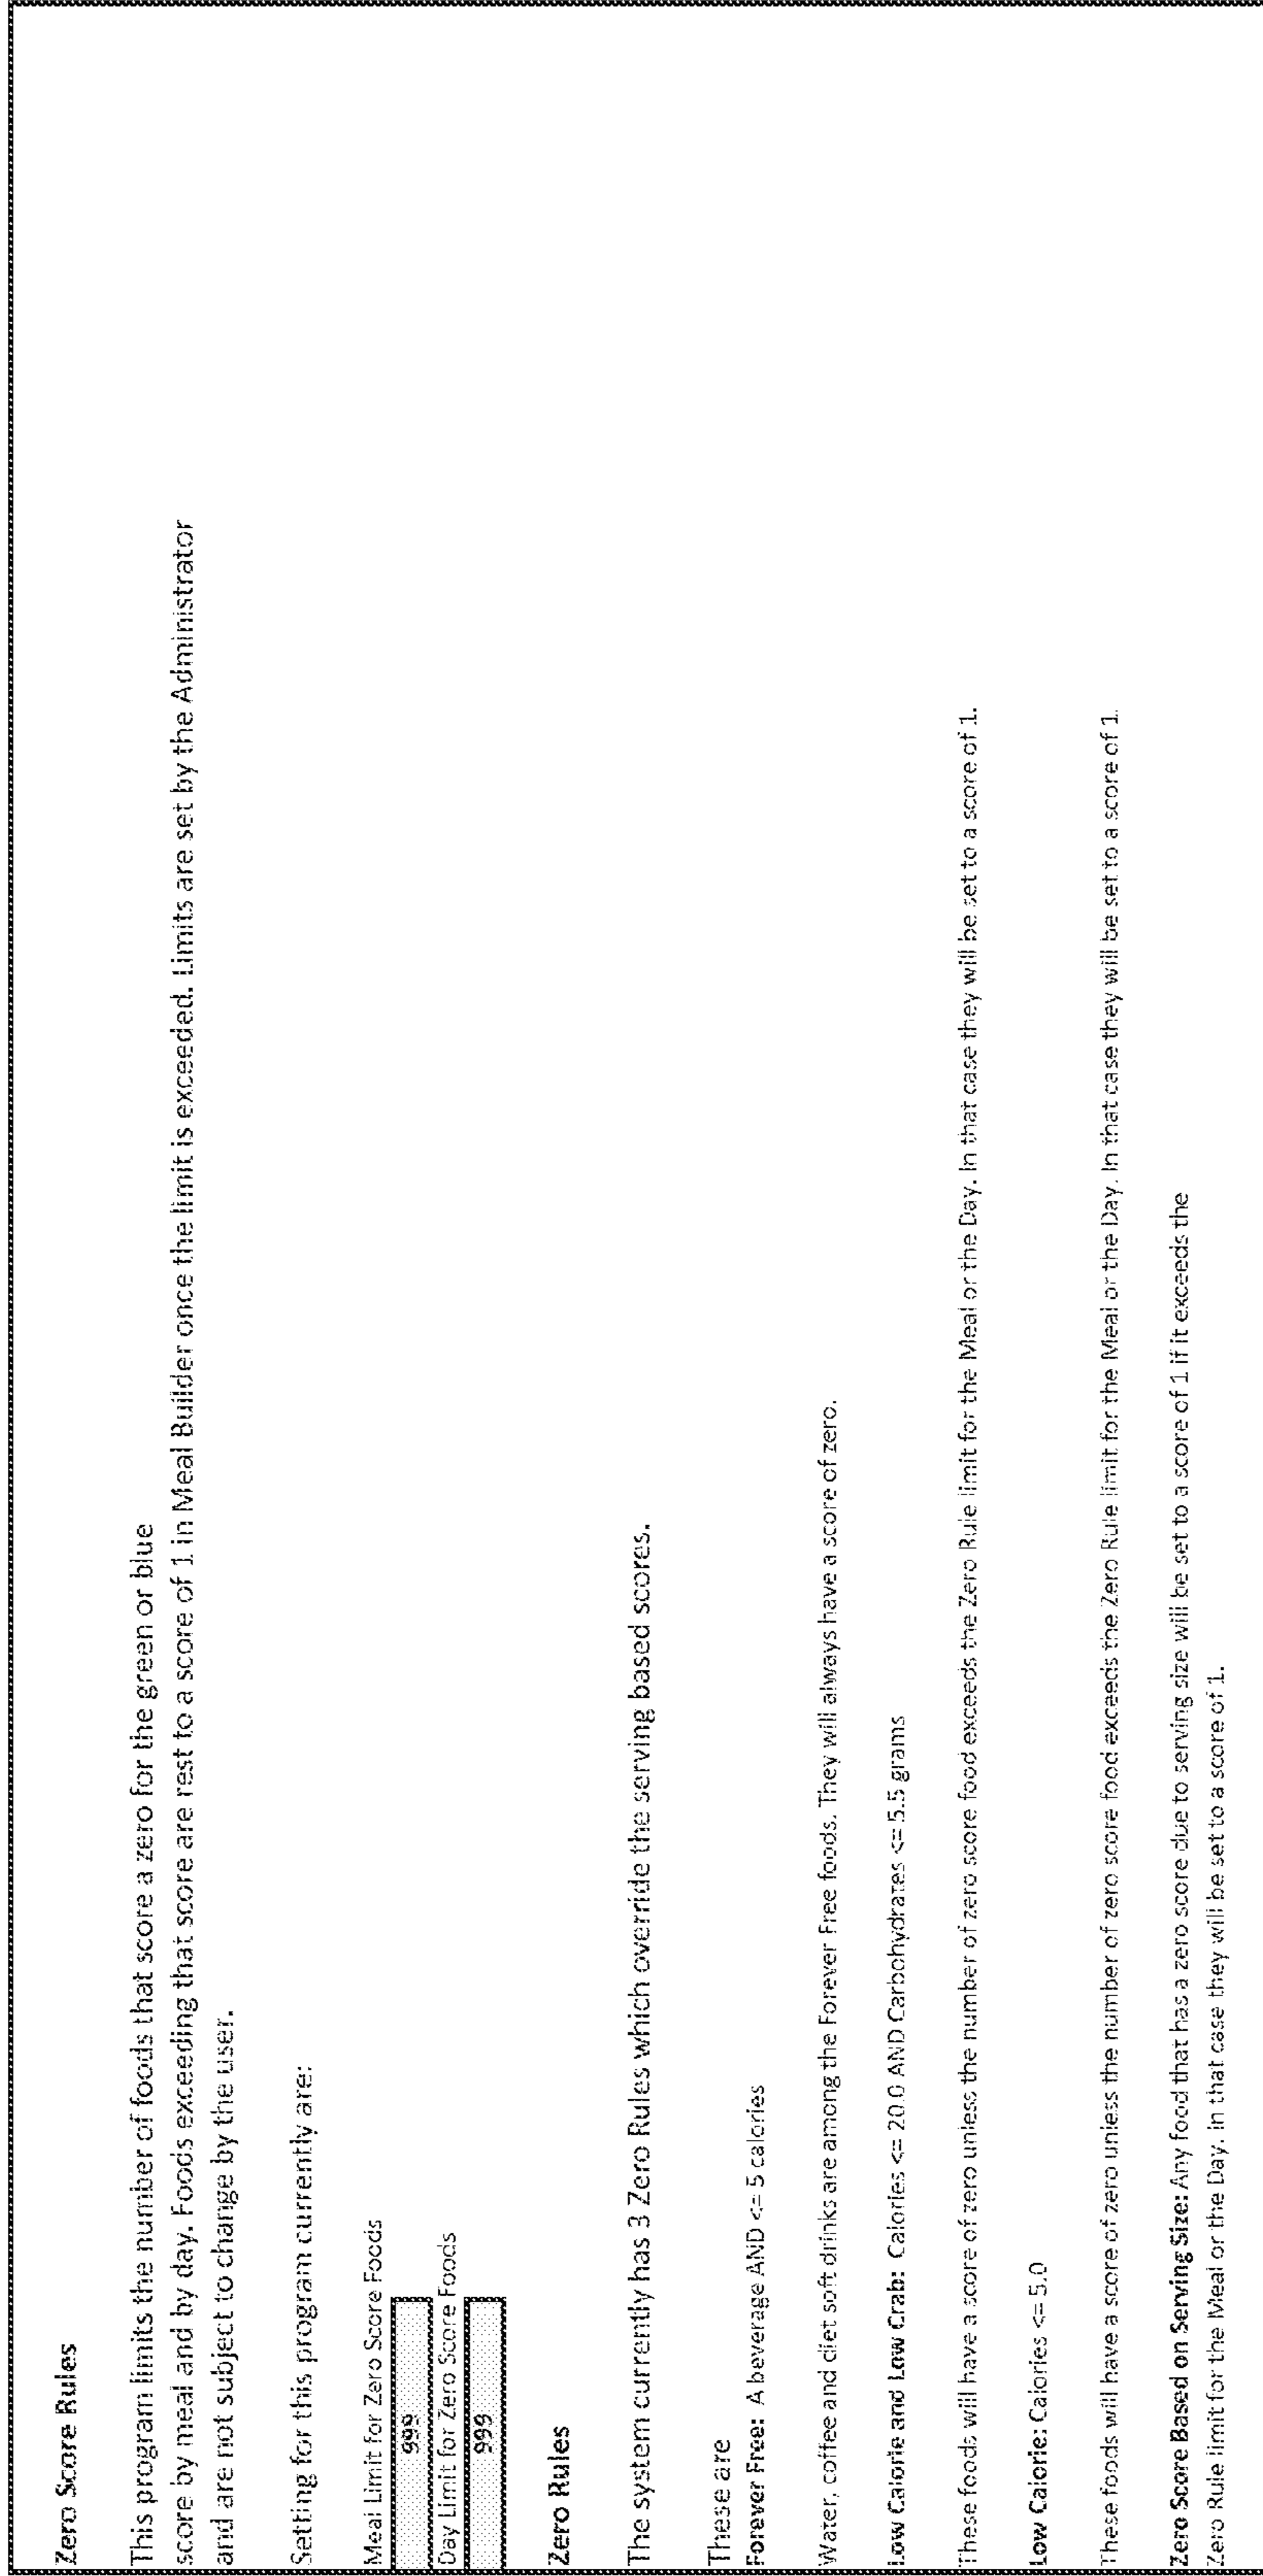 Zero Score Rules
This program limits the number of foods that score a zero for the green or blue
score by meal and by day. Foods exceeding that score are rest to a score of 1 in Meal Builder once the limit is exceeded. Limits are set by the Administrator
and are not subject to change by the user.
Setting for this program currently are:
Meal Limit for Zero Score Foods
999
Day Limit for Zero Score Foods
999
Zero Rules
The system currently has 3 Zero Rules which override the serving based scores.
These are
Forever Free: A beverage AND <= 5 calories
Water, coffee and diet soft drinks are among the Forever Free foods. They will always have a score of zero.
Low Calorie and Low Crab: Calories <= 20.0 AND Carbohydrates <= 5.5 grams
These foods will have a score of zero unless the number of zero score food exceeds the Zero Rule limit for the Meal or the Day. In that case they will be set to a score of 1.
Low Calorie: Calories <= 5.0
These foods will have a score of zero unless the number of zero score food exceeds the Zero Rule limit for the Meal or the Day. In that case they will be set to a score of 1.
Zero Score Based on Serving Size: Any food that has a zero score due to serving size will be set to a score of 1 if it exceeds the
Zero Rule limit for the Meal or the Day. In that case they will be set to a score of 1.